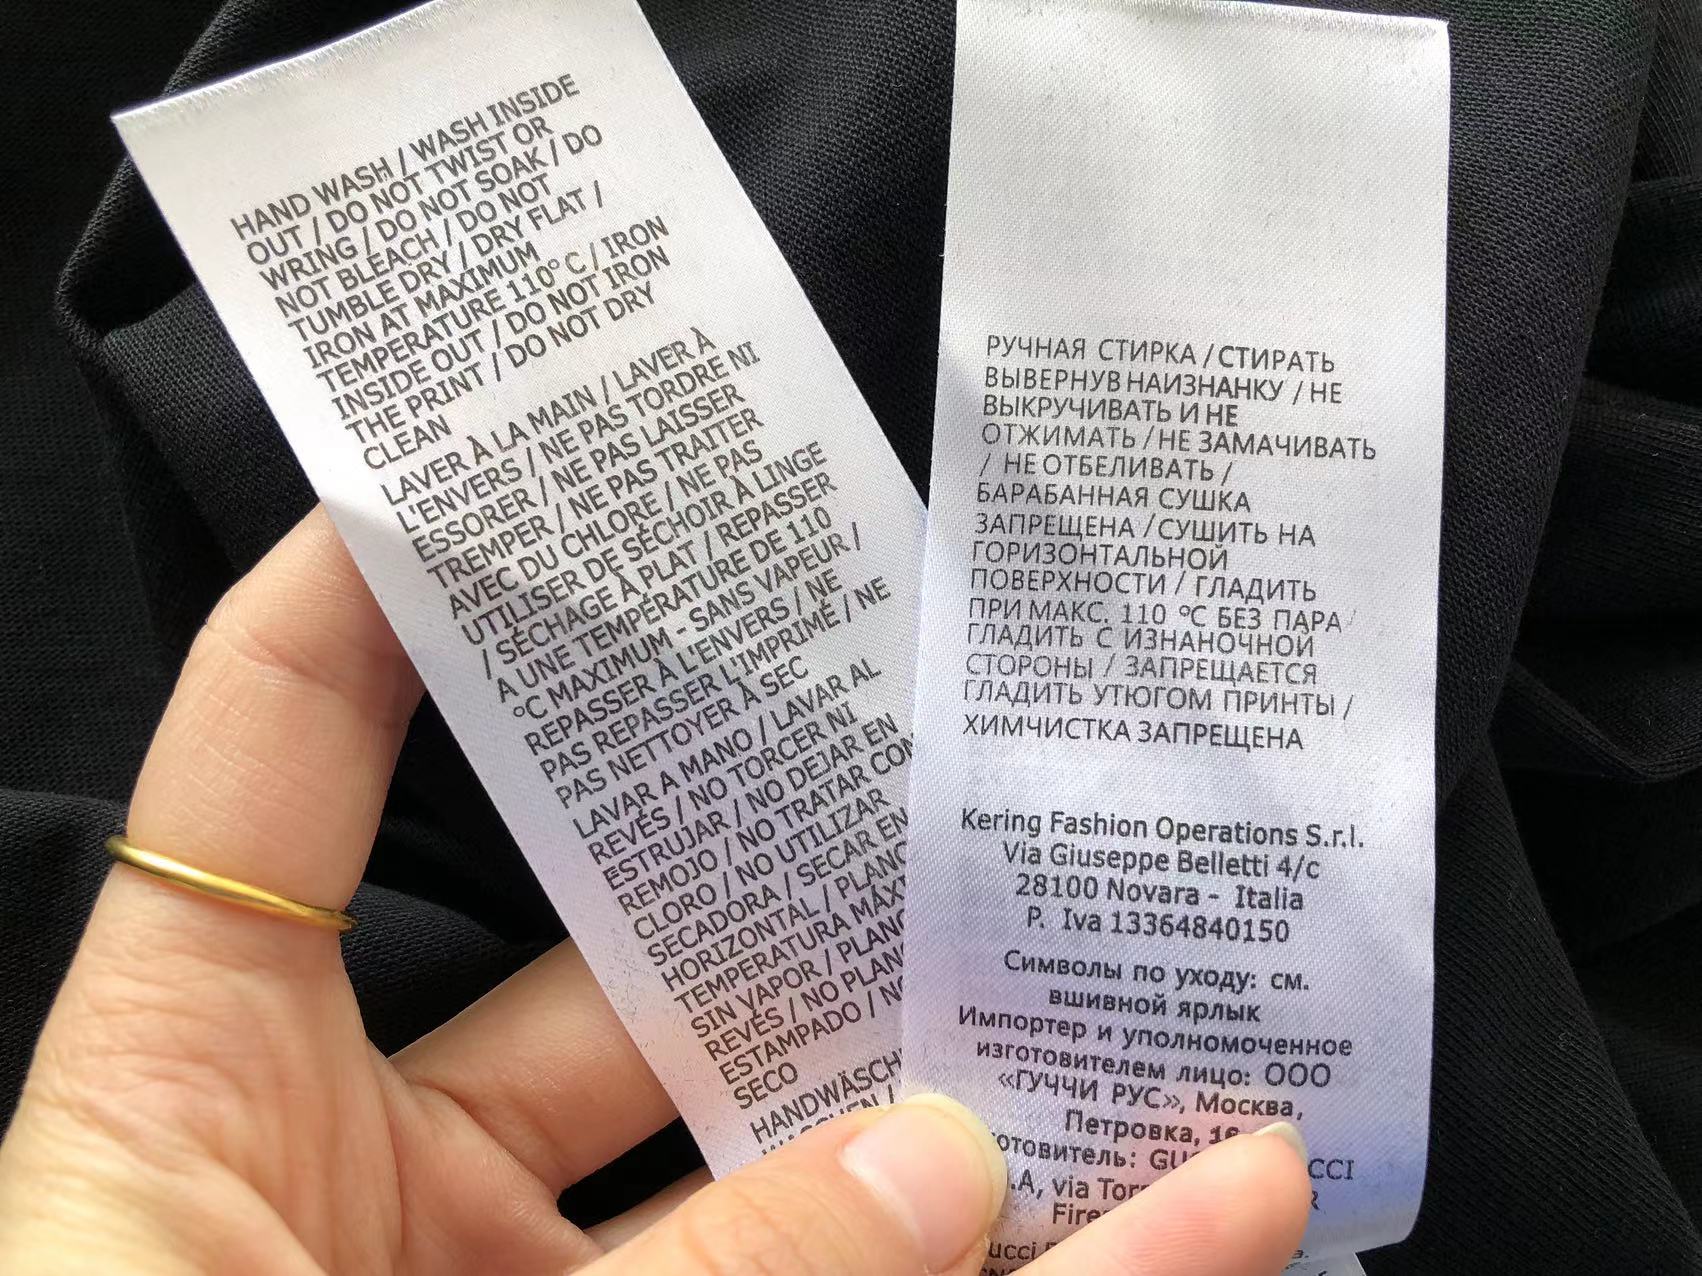 HAND WASH / WASH INSIDE
OUT / DO NOT TWIST OR
WRING / DO NOT SOAK / DO
NOT BLEACH / DO NOT
TUMBLE DRY / DRY FLAT /
IRON AT MAXIMUM
TEMPERATURE 110° C / IRON
INSIDE OUT / DO NOT IRON
THE PRINT / DO NOT DRY
CLEAN
LAVER À LA MAIN / LAVER À
L'ENVERS / NE PAS TORDRE NI
ESSORER / NE PAS LAISSER
TREMPER / NE PAS TRAITER
AVEC DU CHLORE / NE PAS
UTILISER DE SÉCHOIR À LINGE
/ SÉCHAGE À PLAT / REPASSER
A UNE TEMPÉRATURE DE 110
°C MAXIMUM - SANS VAPEUR /
REPASSER À L'ENVERS / NE
PAS REPASSER L'IMPRIMÉ / NE
PAS NETTOYER À SEC
LAVAR A MANO / LAVAR AL
REVÉS / NO TORCER NI
ESTRUJAR / NO DEJAR EN
REMOJO / NO TRATAR CON
CLORO / NO UTILIZAR
SECADORA / SECAR EN
HORIZONTAL /
TEMPERATURA
SIN VAPOR /
REVÉS / NO
ESTAMPADO /
SECO
РУЧНАЯ СТИРКА / СТИРАТЬ
ВЫВЕРНУВ НАИЗНАНКУ / НЕ
ВЫКРУЧИВАТЬ И НЕ
ОТЖИМАТЬ / НЕ ЗАМАЧИВАТЬ
/ НЕ ОТБЕЛИВАТЬ /
БАРАБАННАЯ СУШКА
ЗАПРЕЩЕНА / СУШИТЬ НА
ГОРИЗОНТАЛЬНОЙ
ПОВЕРХНОСТИ / ГЛАДИТЬ
ПРИ МАКС. 110 °С БЕЗ ПАРА /
ГЛАДИТЬ С ИЗНАНОЧНОЙ
СТОРОНЫ / ЗАПРЕЩАЕТСЯ
ГЛАДИТЬ УТЮГОМ ПРИНТЫ /
ХИМЧИСТКА ЗАПРЕЩЕНА
Kering Fashion Operations S.r.l.
Via Giuseppe Belletti 4/c
28100 Novara - Italia
P. Iva 13364840150
Символы по уходу: см.
вшивной ярлык
Импортер и уполномоченное
изготовителем лицо: ООО
«ГУЧЧИ РУС», Москва,
Петровка,
via